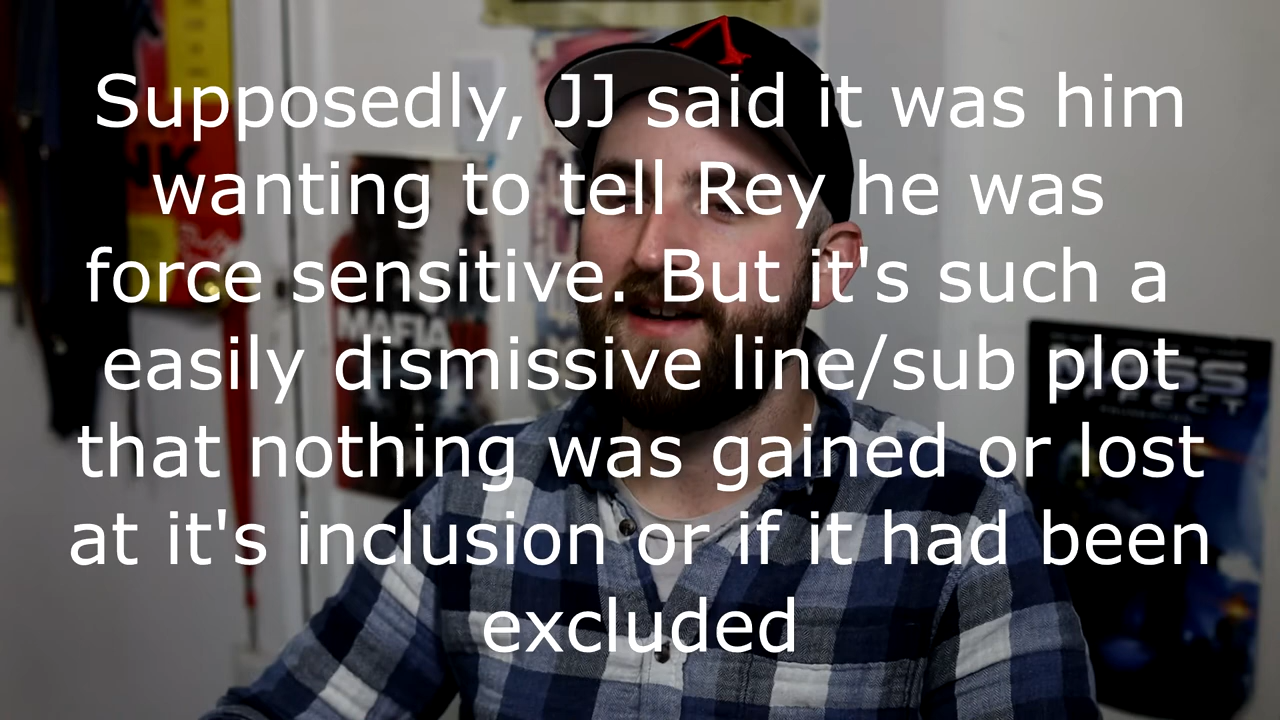 Supposedly, JJ said it was him
wanting to tell Rey he was
force sensitive. But it's such a
easily dismissive line/sub plot
that nothing was gained or lost
at it's inclusion or if it had been
excluded
MAFIA